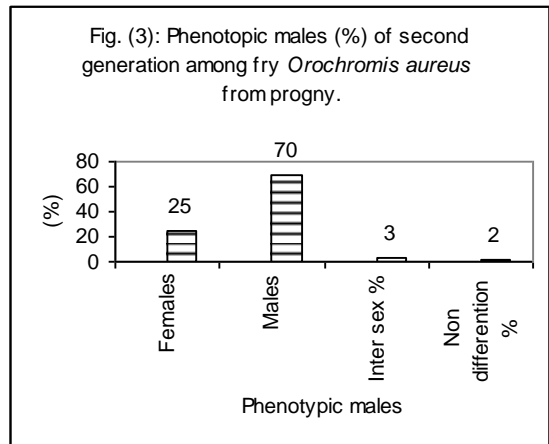 Fig. (3): Phenotopic males (%) of second
generation among fry Orochromis aureus
from progny.
80
60
40
20
0
(%)
25
70
3
2
Females
Males
Inter sex %
Non
differention
%
Phenotypic males